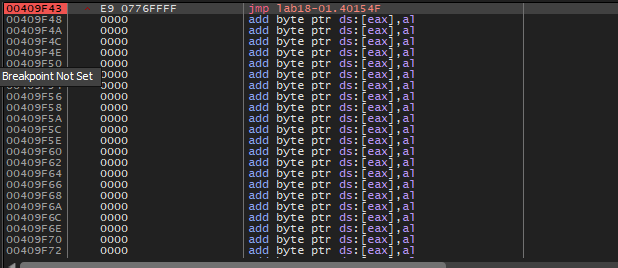 00409F43 - E9 0776FFFF jmp lab18-01.40154F
00409F48 0000 add byte ptr ds:[eax],al
00409F4A 0000 add byte ptr ds:[eax],al
00409F4C 0000 add byte ptr ds:[eax],al
00409F4E 0000 add byte ptr ds:[eax],al
00409F50 0000 add byte ptr ds:[eax],al
Breakpoint Not Set 0000 add byte ptr ds:[eax],al
0000 add byte ptr ds:[eax],al
00409F56 0000 add byte ptr ds:[eax],al
00409F58 0000 add byte ptr ds:[eax],al
00409F5A 0000 add byte ptr ds:[eax],al
00409F5C 0000 add byte ptr ds:[eax],al
00409F5E 0000 add byte ptr ds:[eax],al
00409F60 0000 add byte ptr ds:[eax],al
00409F62 0000 add byte ptr ds:[eax],al
00409F64 0000 add byte ptr ds:[eax],al
00409F66 0000 add byte ptr ds:[eax],al
00409F68 0000 add byte ptr ds:[eax],al
00409F6A 0000 add byte ptr ds:[eax],al
00409F6C 0000 add byte ptr ds:[eax],al
00409F6E 0000 add byte ptr ds:[eax],al
00409F70 0000 add byte ptr ds:[eax],al
00409F72 0000 add byte ptr ds:[eax],al